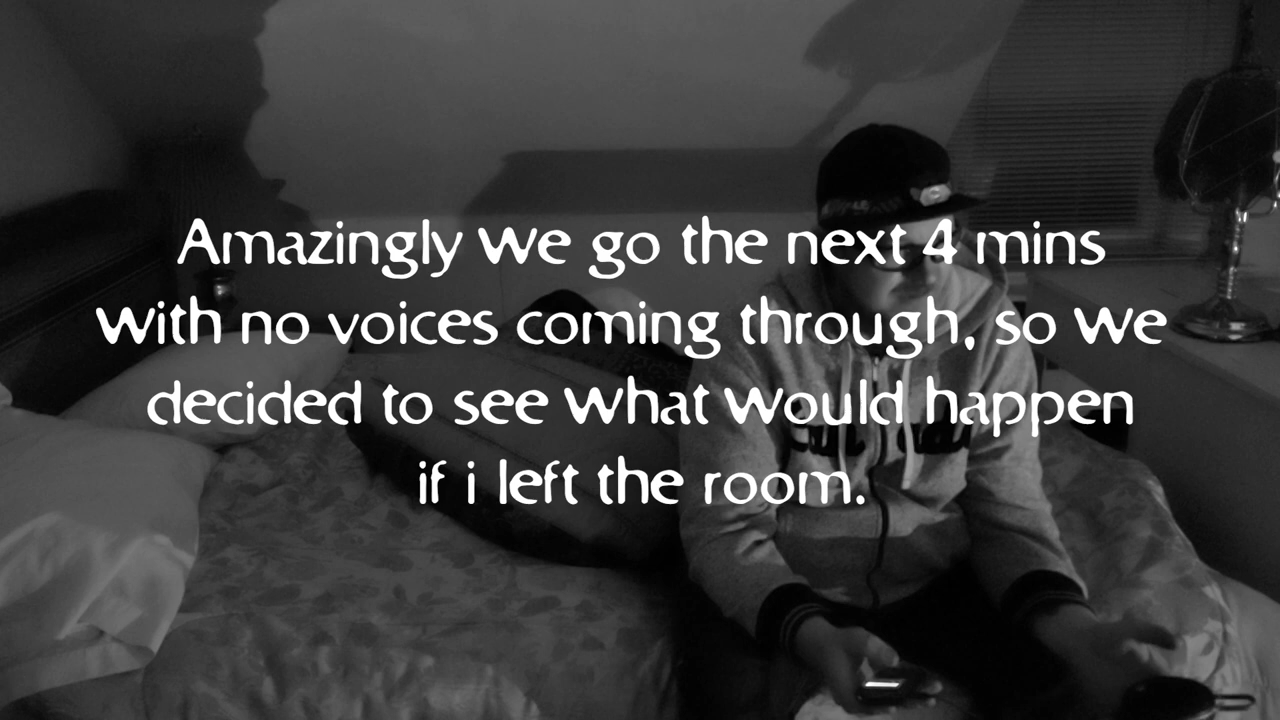 Amazingly we go the next 4 mins
with no voices coming through, so we
decided to see what would happen
if i left the room.